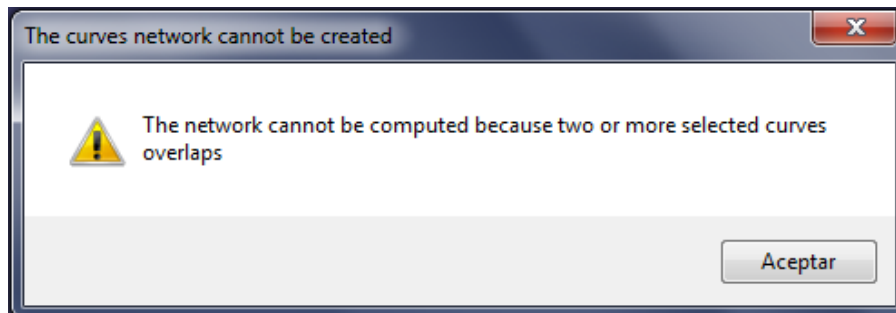 The curves network cannot be created
The network cannot be computed because two or more selected curves
overlaps
Aceptar